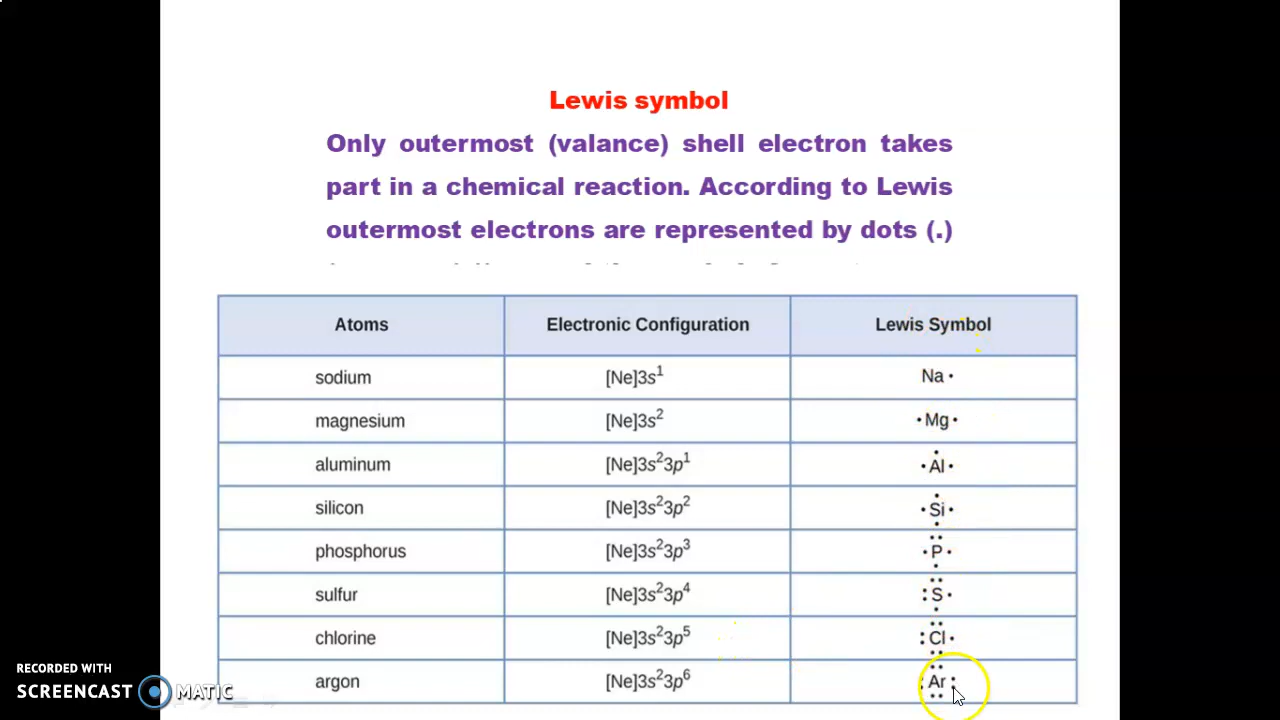 Lewis symbol
Only outermost (valance) shell electron takes
part in a chemical reaction. According to Lewis
outermost electrons are represented by dots (.)
Atoms Electronic Configuration Lewis Symbol
sodium [Ne]3s¹ Na·
magnesium [Ne]3s² ·Mg·
aluminum [Ne]3s²3p¹ ·Al·
silicon [Ne]3s²3p² ·Si·
phosphorus [Ne]3s²3p³ ·P·
sulfur [Ne]3s²3p⁴ :S·
chlorine [Ne]3s²3p⁵ :Cl·
argon [Ne]3s²3p⁶ :Ar:
RECORDED WITH
SCREENCAST MATIC